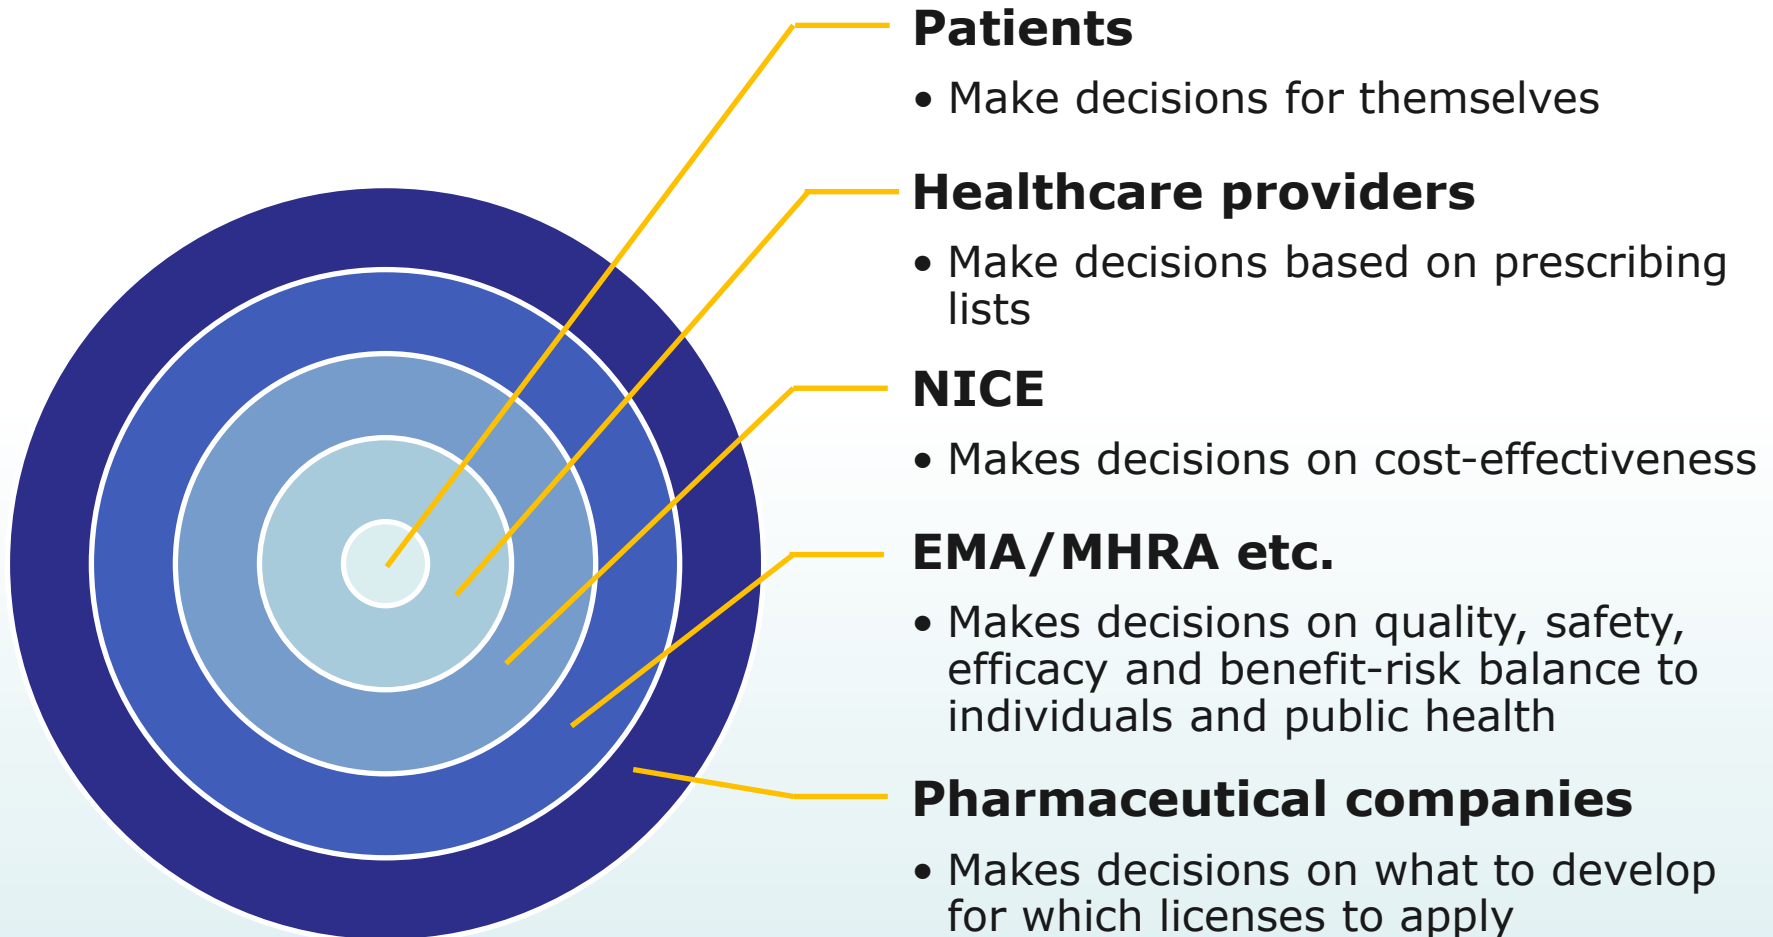 Patients
• Make decisions for themselves
Healthcare providers
• Make decisions based on prescribing
lists
NICE
• Makes decisions on cost-effectiveness
EMA/MHRA etc.
• Makes decisions on quality, safety,
efficacy and benefit-risk balance to
individuals and public health
Pharmaceutical companies
• Makes decisions on what to develop
for which licenses to apply